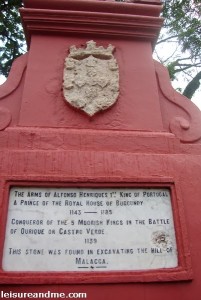 THE ARMS OF ALFONSO HENRIQUES 1ST KING OF PORTUGAL
& PRINCE OF THE ROYAL HOUSE OF BURGUNDY
1143 — 1185
CONQUEROR OF THE 5 MOORISH KINGS IN THE BATTLE
OF OURIQUE OR CASTRO VERDE
1139
THIS STONE WAS FOUND IN EXCAVATING THE HILL OF
MALACCA.
leisureandme.com